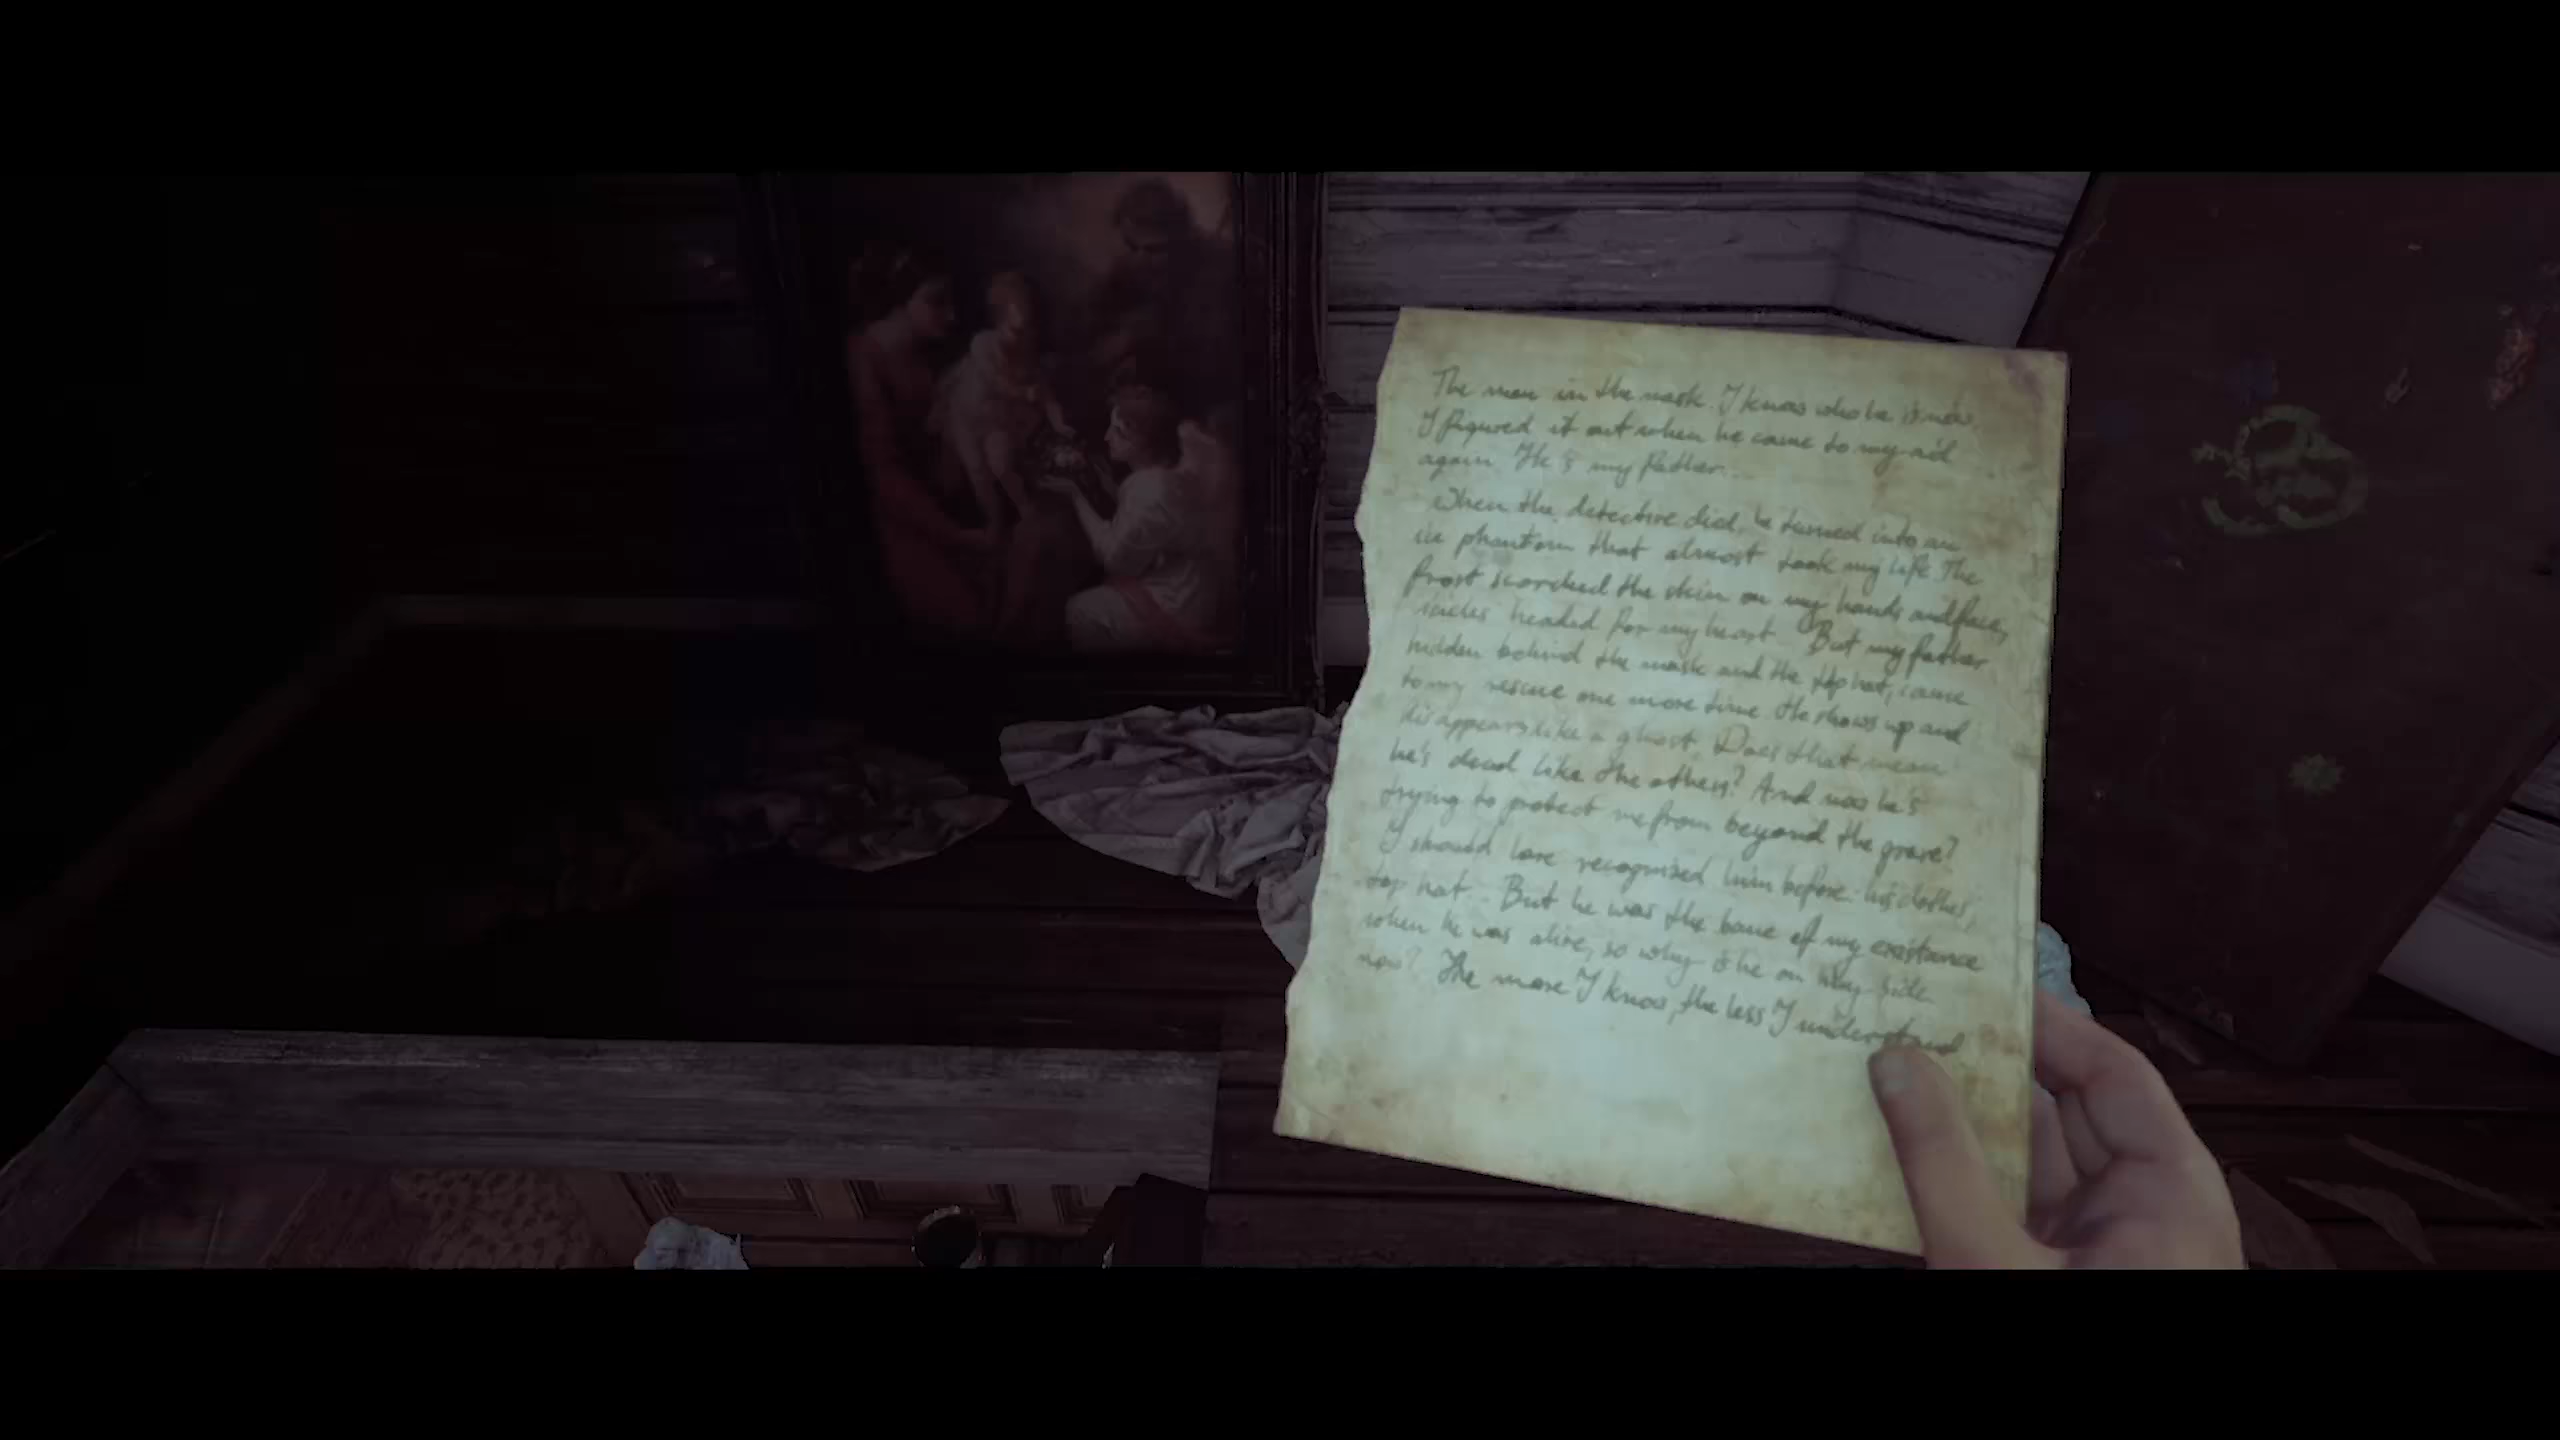 The man in the mask. I know who he is now.
I figured it out when he came to my aid
again. He's my father...
When the detective died, he turned into an
ice phantom that almost took my life. The
frost scorched the skin on my hands and face,
icicles headed for my heart. But my father
hidden behind the mask and the top hat, came
to my rescue one more time. He shows up and
disappears like a ghost. Does that mean
he's dead like the others? And now he's
trying to protect me from beyond the grave?
I should have recognized him before: his clothes,
top hat... But he was the bane of my existance
when he was alive, so why is he on my side
now? The more I know, the less I understand